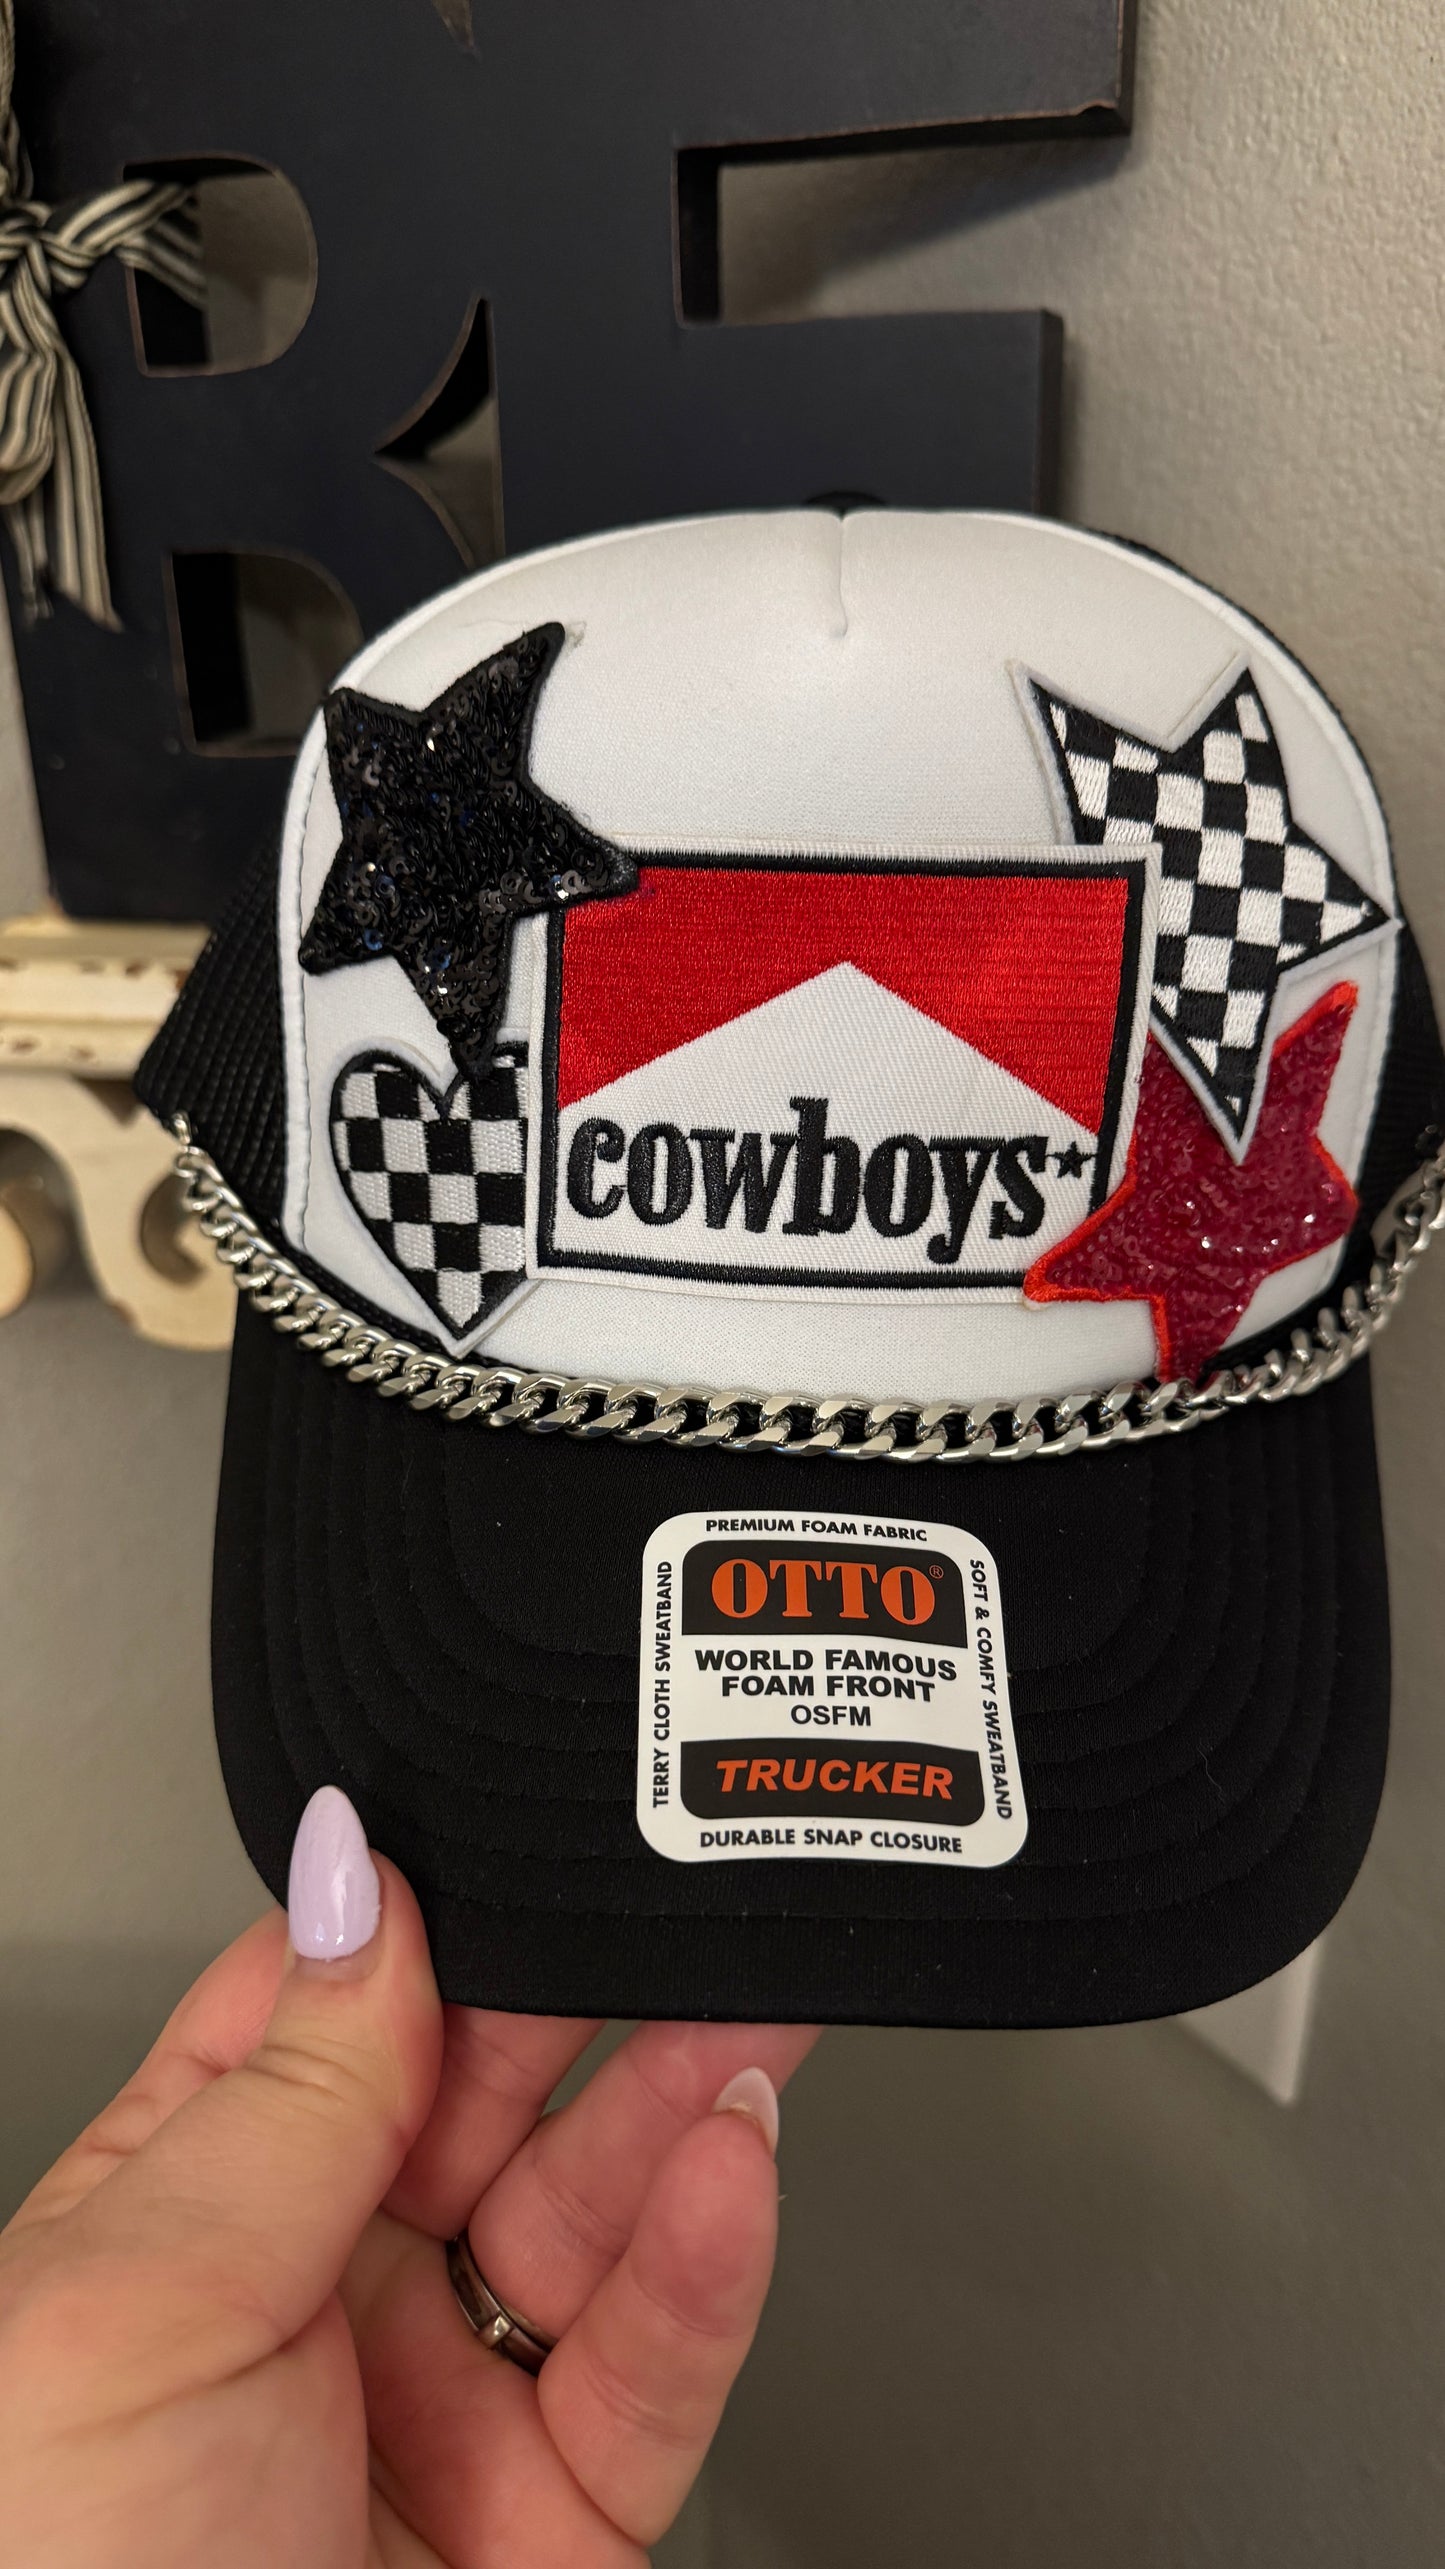 BE
cowboys
PREMIUM FOAM FABRIC
OTTO®
TERRY CLOTH SWEATBAND
SOFT & COMFY SWEATBAND
WORLD FAMOUS
FOAM FRONT
OSFM
TRUCKER
DURABLE SNAP CLOSURE